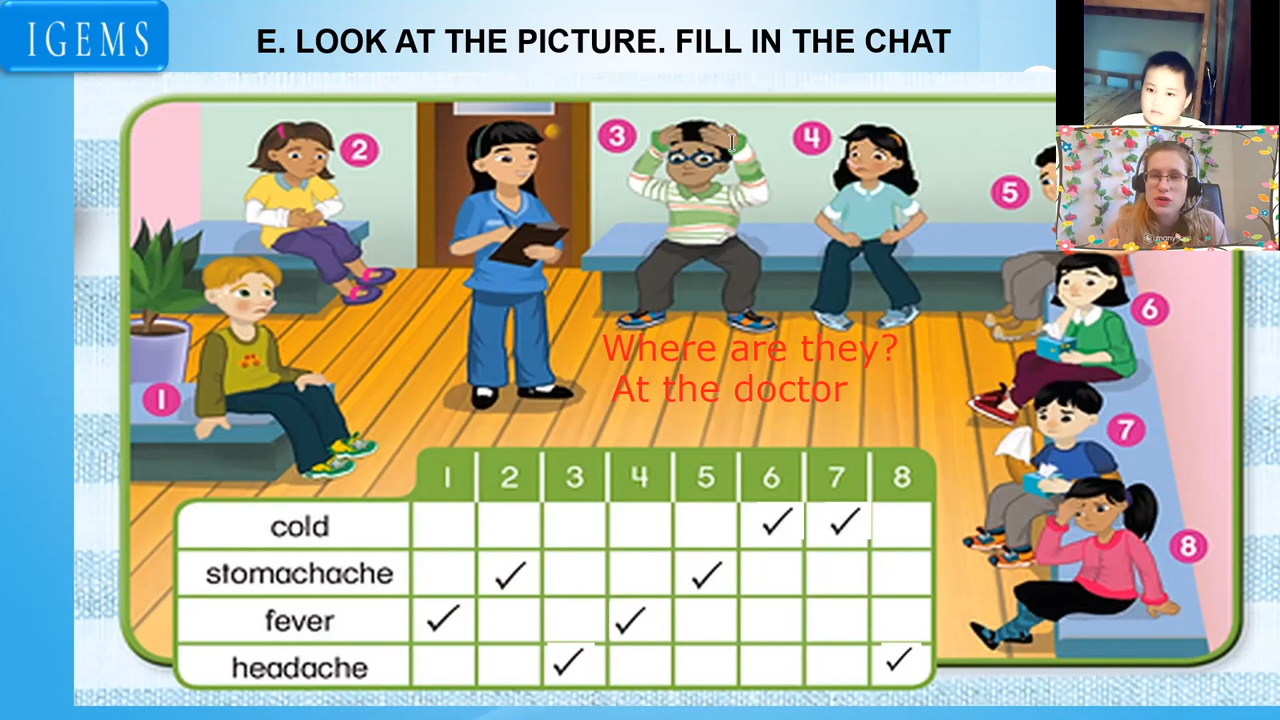 IGEMS
E. LOOK AT THE PICTURE. FILL IN THE CHAT
2
3
4
5
6
1
7
8
Where are they?
At the doctor
1 2 3 4 5 6 7 8
cold ✓ ✓
stomachache ✓ ✓
fever ✓ ✓
headache ✓ ✓